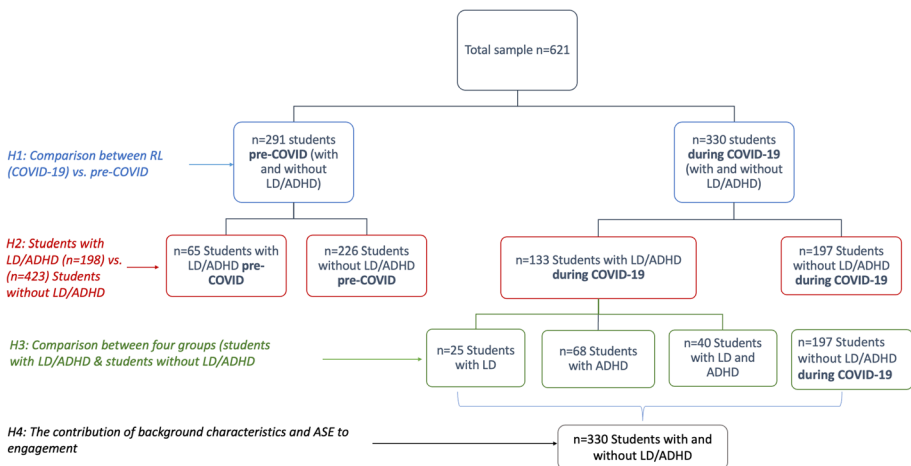 Total sample n=621
n=291 students
pre-COVID (with
and without
LD/ADHD)
n=330 students
during COVID-19
(with and without
LD/ADHD)
H1: Comparison between RL
(COVID-19) vs. pre-COVID
H2: Students with
LD/ADHD (n=198) vs.
(n=423) Students
without LD/ADHD
n=65 Students with
LD/ADHD pre-
COVID
n=226 Students
without LD/ADHD
pre-COVID
n=133 Students with LD/ADHD
during COVID-19
n=197 Students
without LD/ADHD
during COVID-19
H3: Comparison between four groups (students
with LD/ADHD & students without LD/ADHD
n=25 Students
with LD
n=68 Students
with ADHD
n=40 Students
with LD and
ADHD
n=197 Students
without LD/ADHD
during COVID-19
H4: The contribution of background characteristics and ASE to
engagement
n=330 Students with and
without LD/ADHD